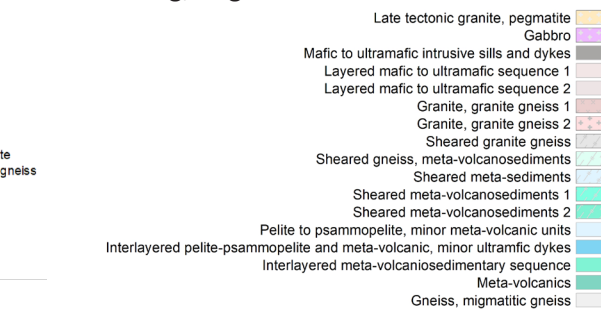 Late tectonic granite, pegmatite
Gabbro
Mafic to ultramafic intrusive sills and dykes
Layered mafic to ultramafic sequence 1
Layered mafic to ultramafic sequence 2
Granite, granite gneiss 1
Granite, granite gneiss 2
Sheared granite gneiss
te
gneiss
Sheared gneiss, meta-volcanosediments
Sheared meta-sediments
Sheared meta-volcanosediments 1
Sheared meta-volcanosediments 2
Pelite to psammopelite, minor meta-volcanic units
Interlayered pelite-psammopelite and meta-volcanic, minor ultramfic dykes
Interlayered meta-volcaniosedimentary sequence
Meta-volcanics
Gneiss, migmatitic gneiss